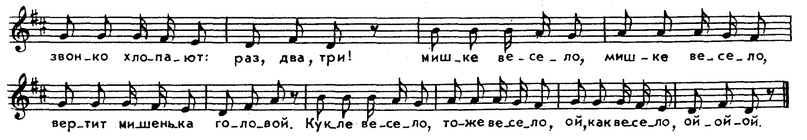 звон-ко хло-па-ют: раз, два, три! миш-ке ве-се-ло, миш-ке ве-се-ло,
вер-тит ми-шень-ка го-ло-вой. Кук-ле ве-се-ло, то-же ве-се-ло, ой, как ве-се-ло, ой-ой-ой.